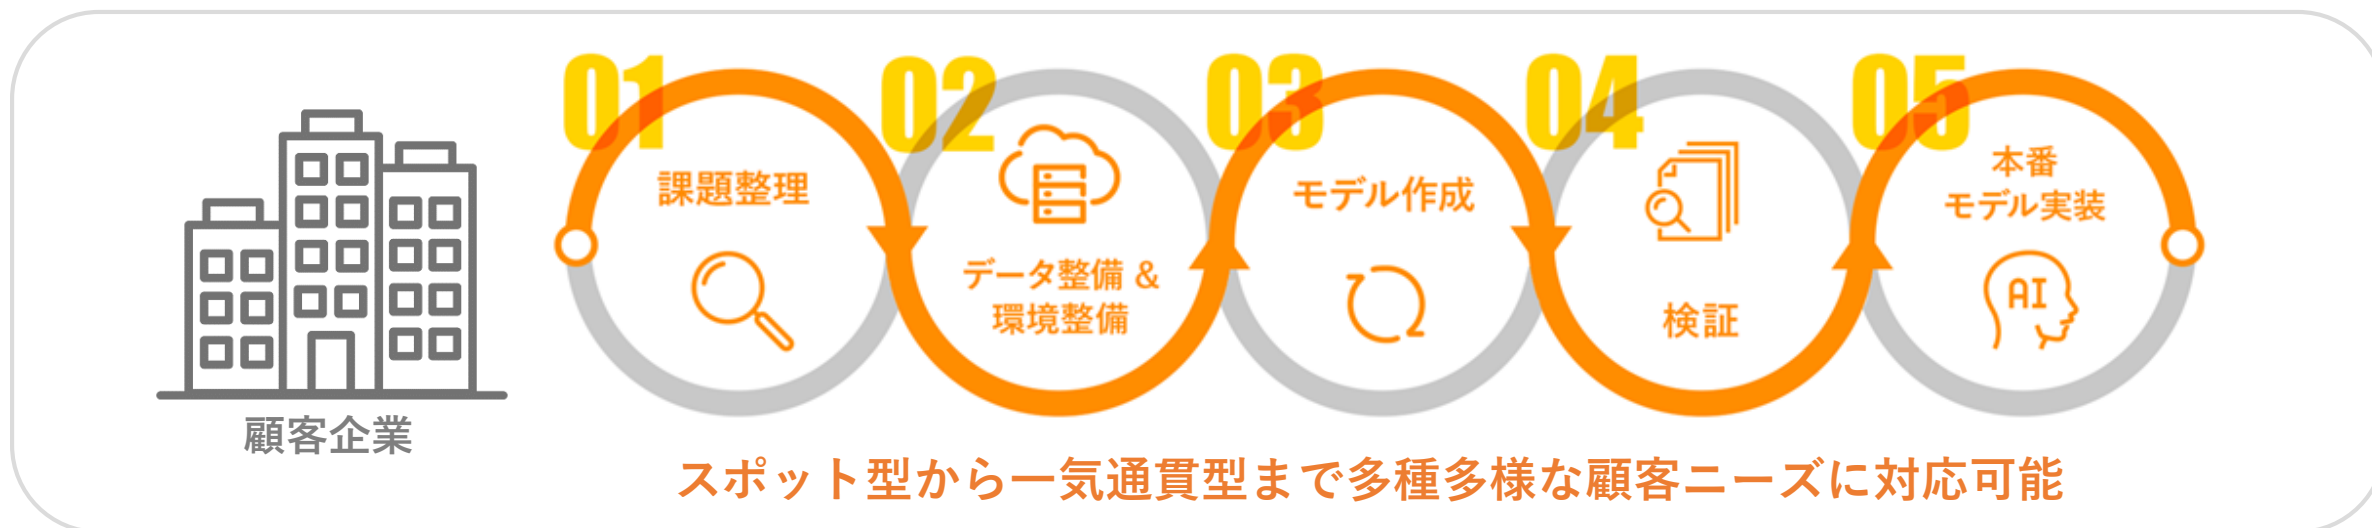 01
課題整理
02
データ整備 &
環境整備
03
モデル作成
04
検証
05
本番
モデル実装
AI
顧客企業
スポット型から一気通貫型まで多種多様な顧客ニーズに対応可能